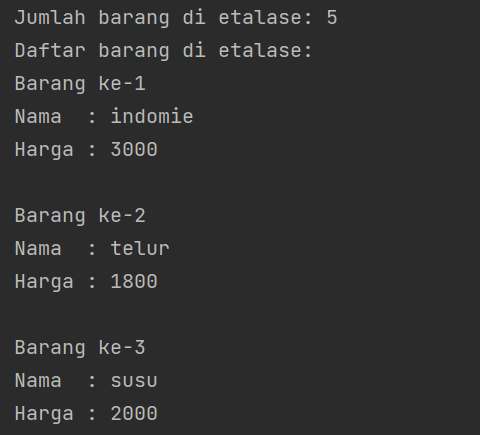 Jumlah barang di etalase: 5
Daftar barang di etalase:
Barang ke-1
Nama  : indomie
Harga : 3000

Barang ke-2
Nama  : telur
Harga : 1800

Barang ke-3
Nama  : susu
Harga : 2000